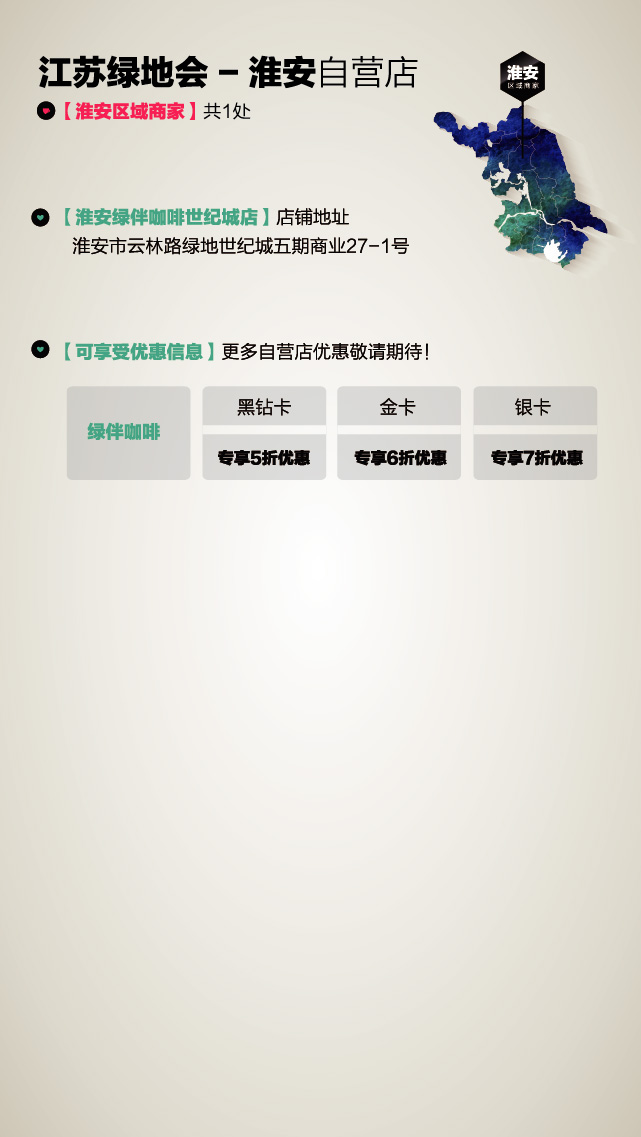 江苏绿地会 – 淮安自营店
淮安
区域商家
【淮安区域商家】共1处
【淮安绿伴咖啡世纪城店】店铺地址
淮安市云林路绿地世纪城五期商业27-1号
【可享受优惠信息】更多自营店优惠敬请期待!
绿伴咖啡
黑钻卡
金卡
银卡
专享5折优惠
专享6折优惠
专享7折优惠